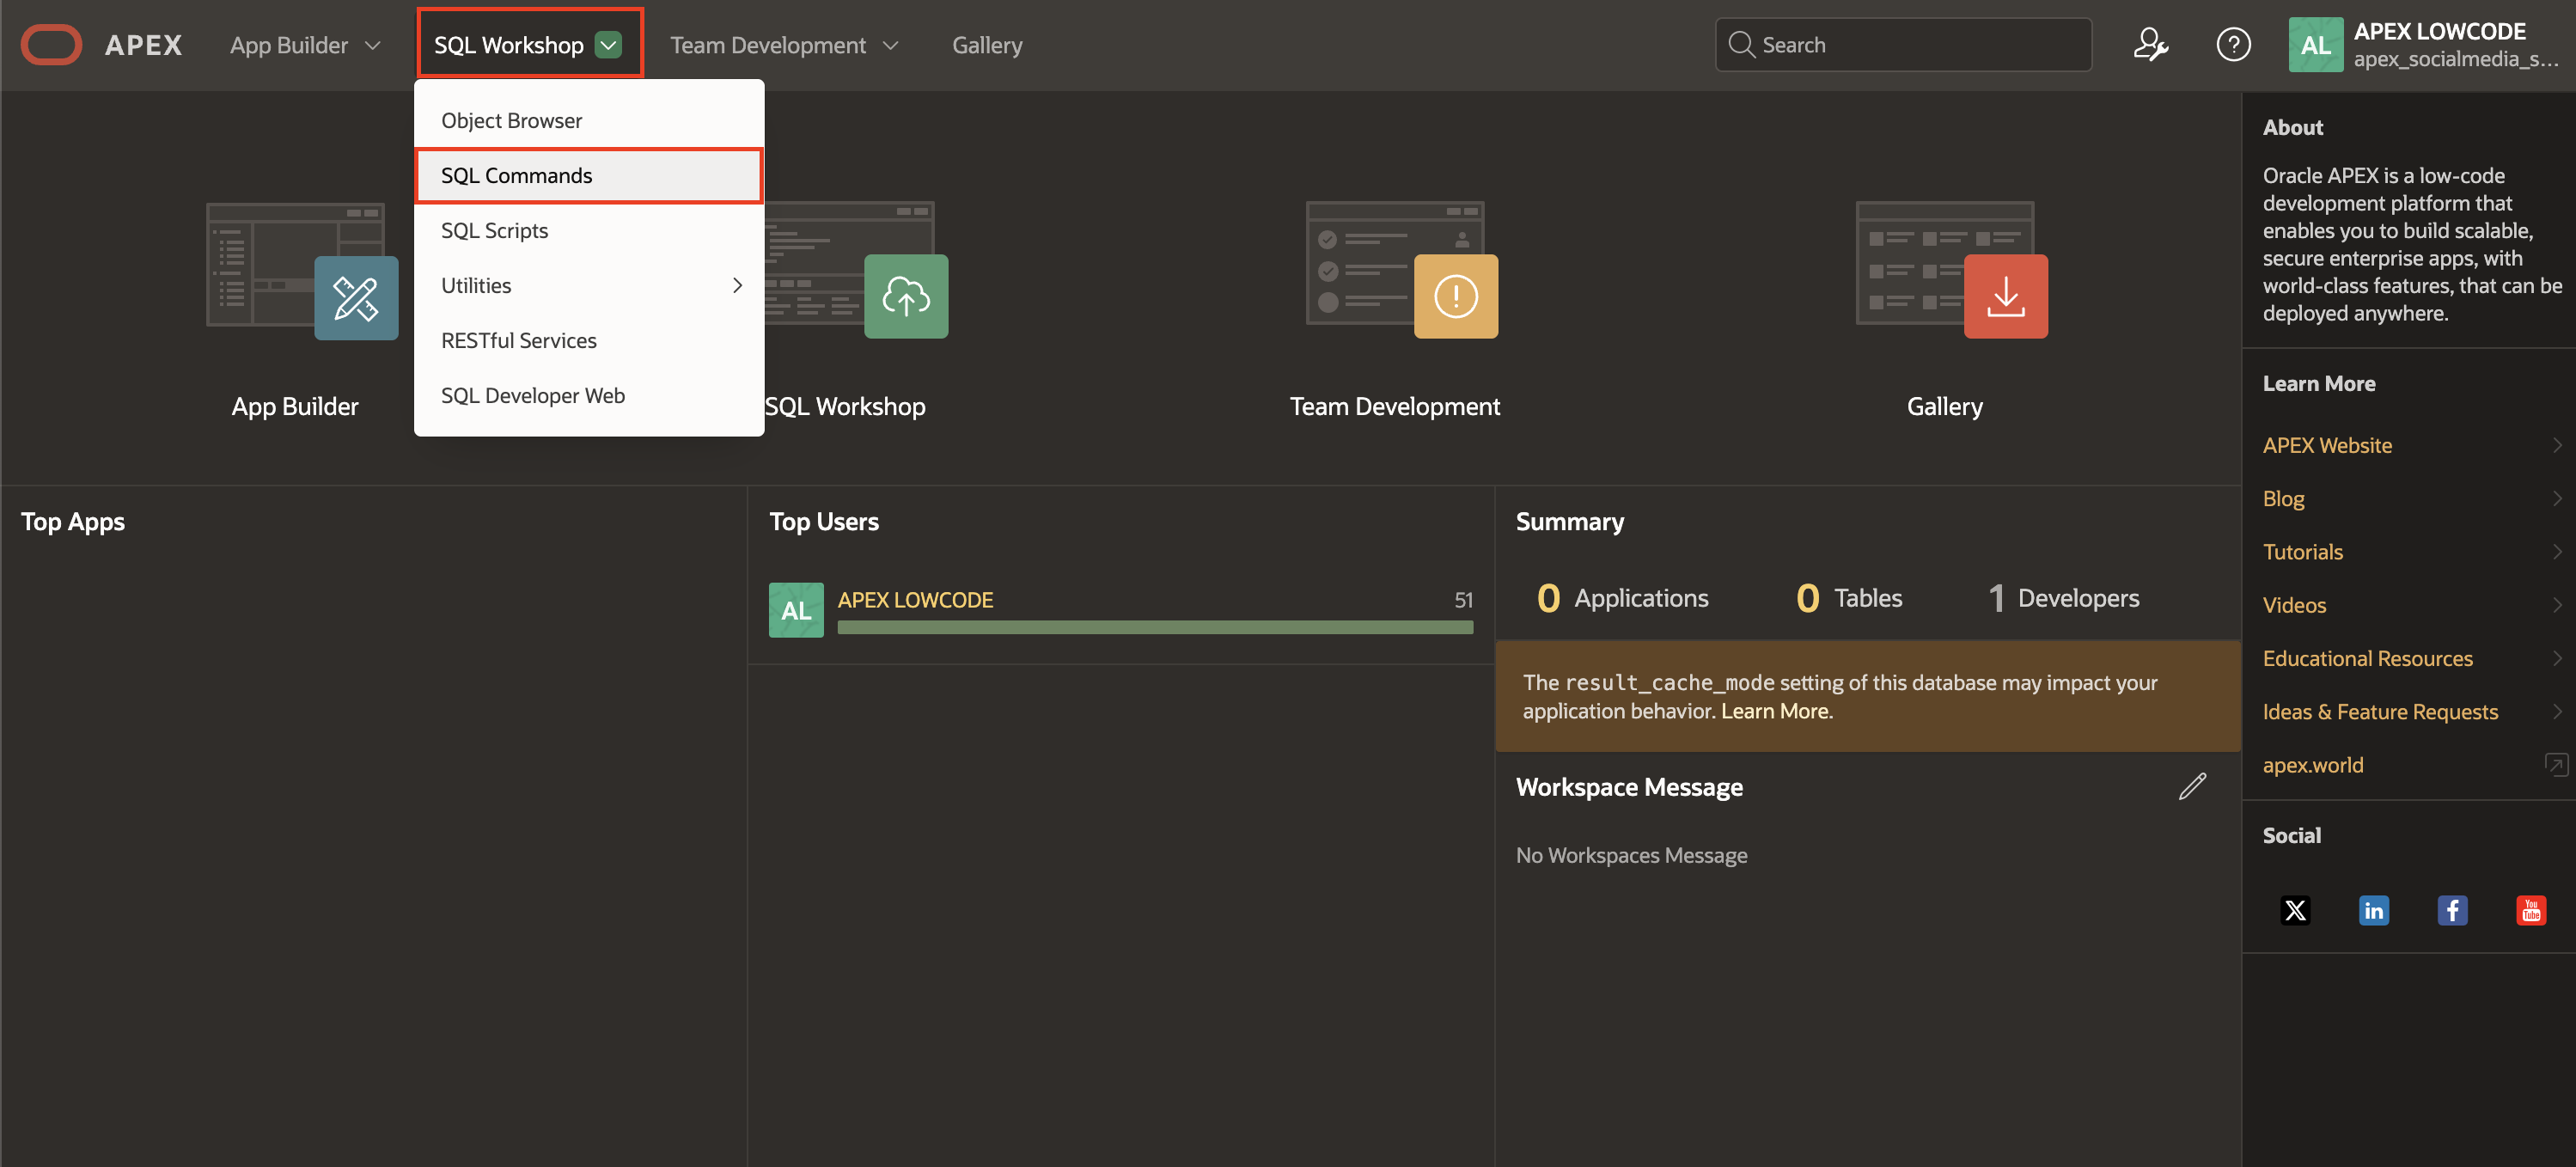 APEX
App Builder
SQL Workshop
Team Development
Gallery
Search
AL
APEX LOWCODE
apex_socialmedia_s...
Object Browser
SQL Commands
SQL Scripts
Utilities
RESTful Services
SQL Developer Web
App Builder
SQL Workshop
Team Development
Gallery
Top Apps
Top Users
AL
APEX LOWCODE
51
Summary
0 Applications
0 Tables
1 Developers
The result_cache_mode setting of this database may impact your
application behavior. Learn More.
Workspace Message
No Workspaces Message
About
Oracle APEX is a low-code
development platform that
enables you to build scalable,
secure enterprise apps, with
world-class features, that can be
deployed anywhere.
Learn More
APEX Website
Blog
Tutorials
Videos
Educational Resources
Ideas & Feature Requests
apex.world
Social
X
in
f
You
Tube